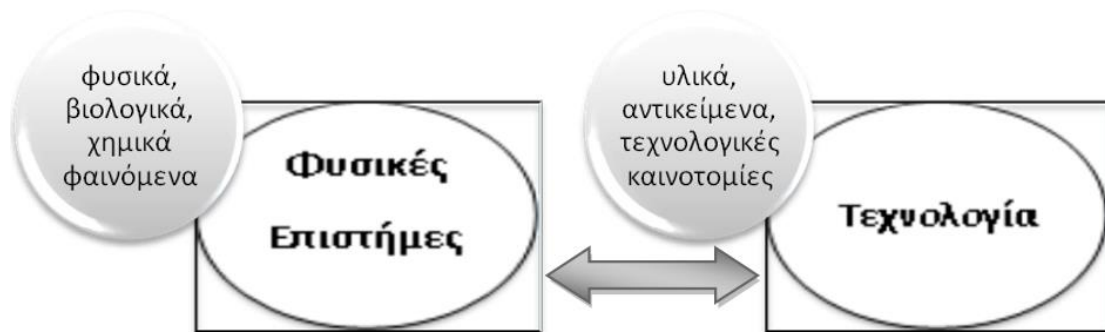 φυσικά,
βιολογικά,
χημικά
φαινόμενα
Φυσικές
Επιστήμες
υλικά,
αντικείμενα,
τεχνολογικές
καινοτομίες
Τεχνολογία